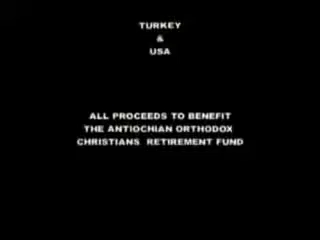 TURKEY
&
USA
ALL PROCEEDS TO BENEFIT
THE ANTIOCHIAN ORTHODOX
CHRISTIANS RETIREMENT FUND